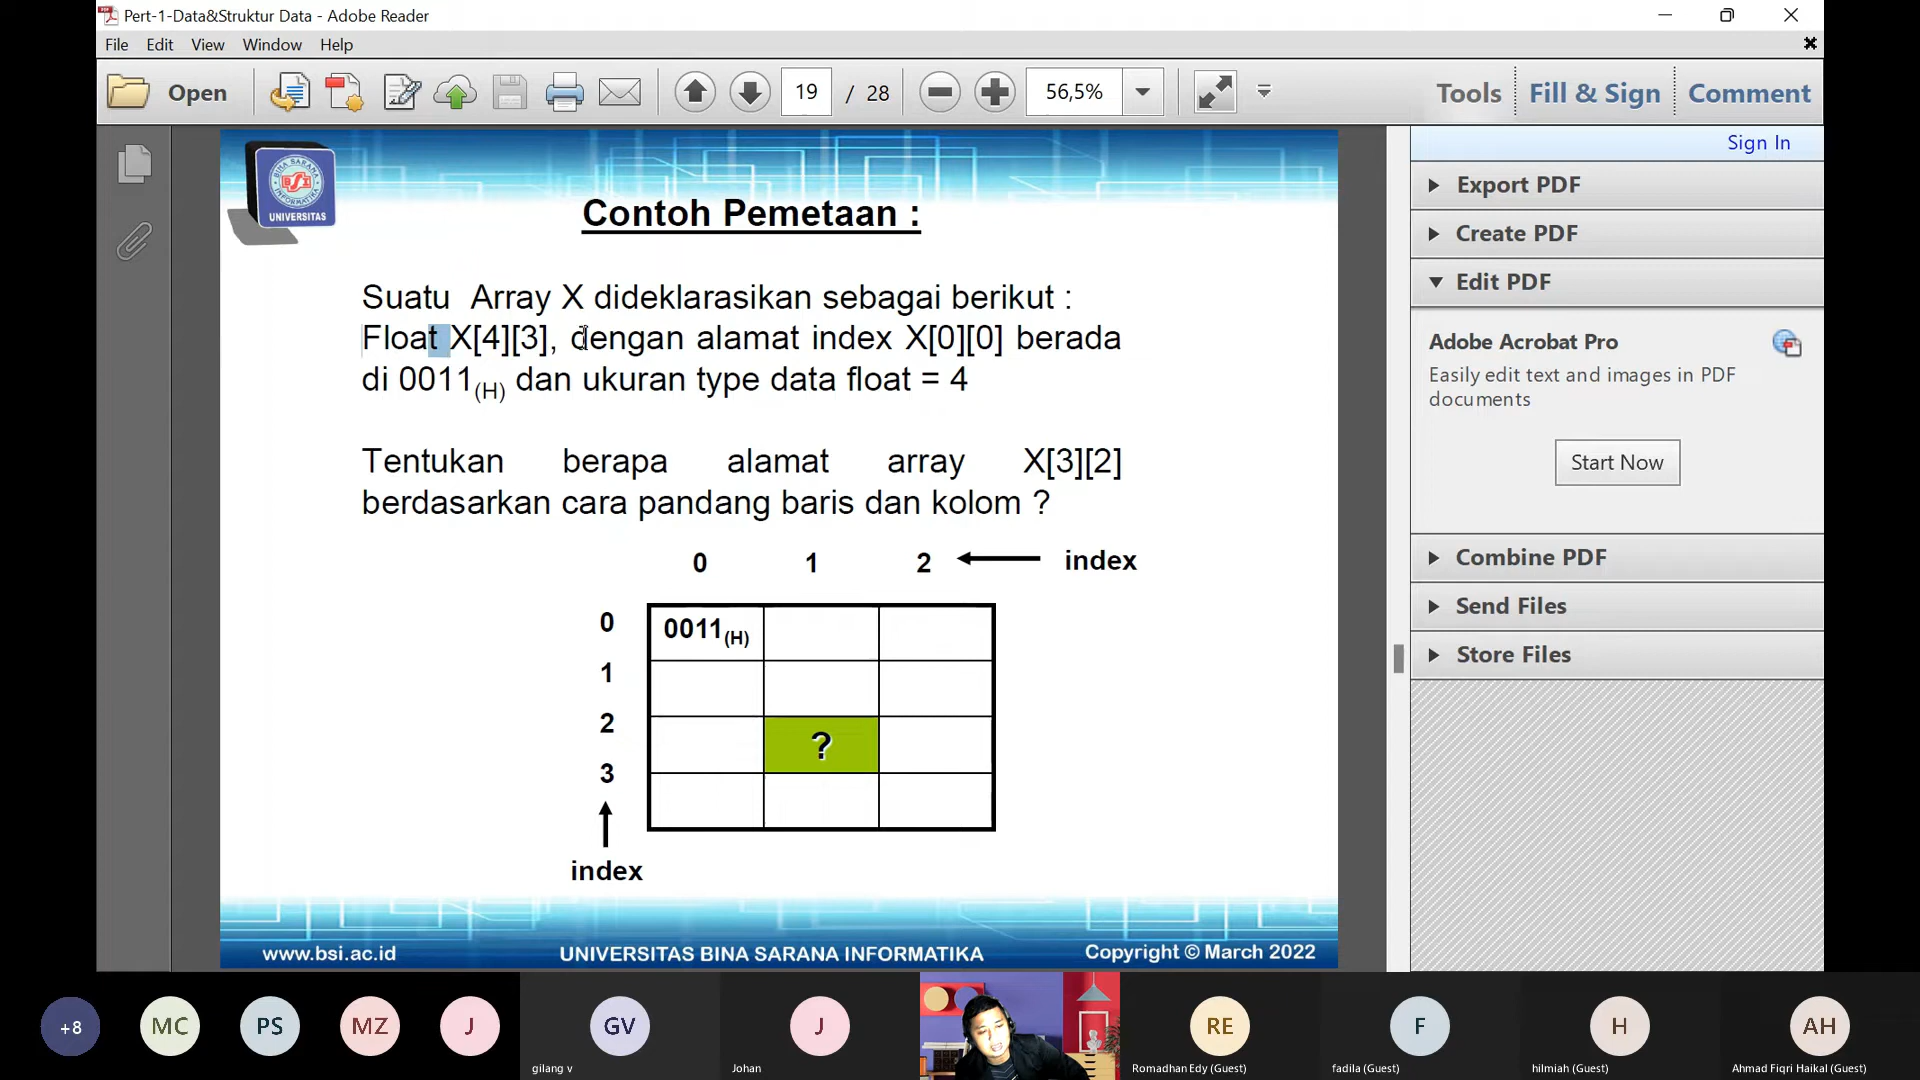 Pert-1-Data&Struktur Data - Adobe Reader
File Edit View Window Help
Open 19 / 28 56,5% Tools Fill & Sign Comment
Sign In
Export PDF
Create PDF
Edit PDF
Adobe Acrobat Pro
Easily edit text and images in PDF
documents
Start Now
Combine PDF
Send Files
Store Files
BINA SARANA
INFORMATIKA
BSI
UNIVERSITAS
Contoh Pemetaan :
Suatu Array X dideklarasikan sebagai berikut :
Float X[4][3], dengan alamat index X[0][0] berada
di 0011(H) dan ukuran type data float = 4
Tentukan berapa alamat array X[3][2]
berdasarkan cara pandang baris dan kolom ?
0 1 2 index
0 0011(H)
1
2 ?
3
index
www.bsi.ac.id UNIVERSITAS BINA SARANA INFORMATIKA Copyright © March 2022
+8 MC PS MZ J GV J RE F H AH
gilang v Johan Romadhan Edy (Guest) fadila (Guest) hilmiah (Guest) Ahmad Fiqri Haikal (Guest)